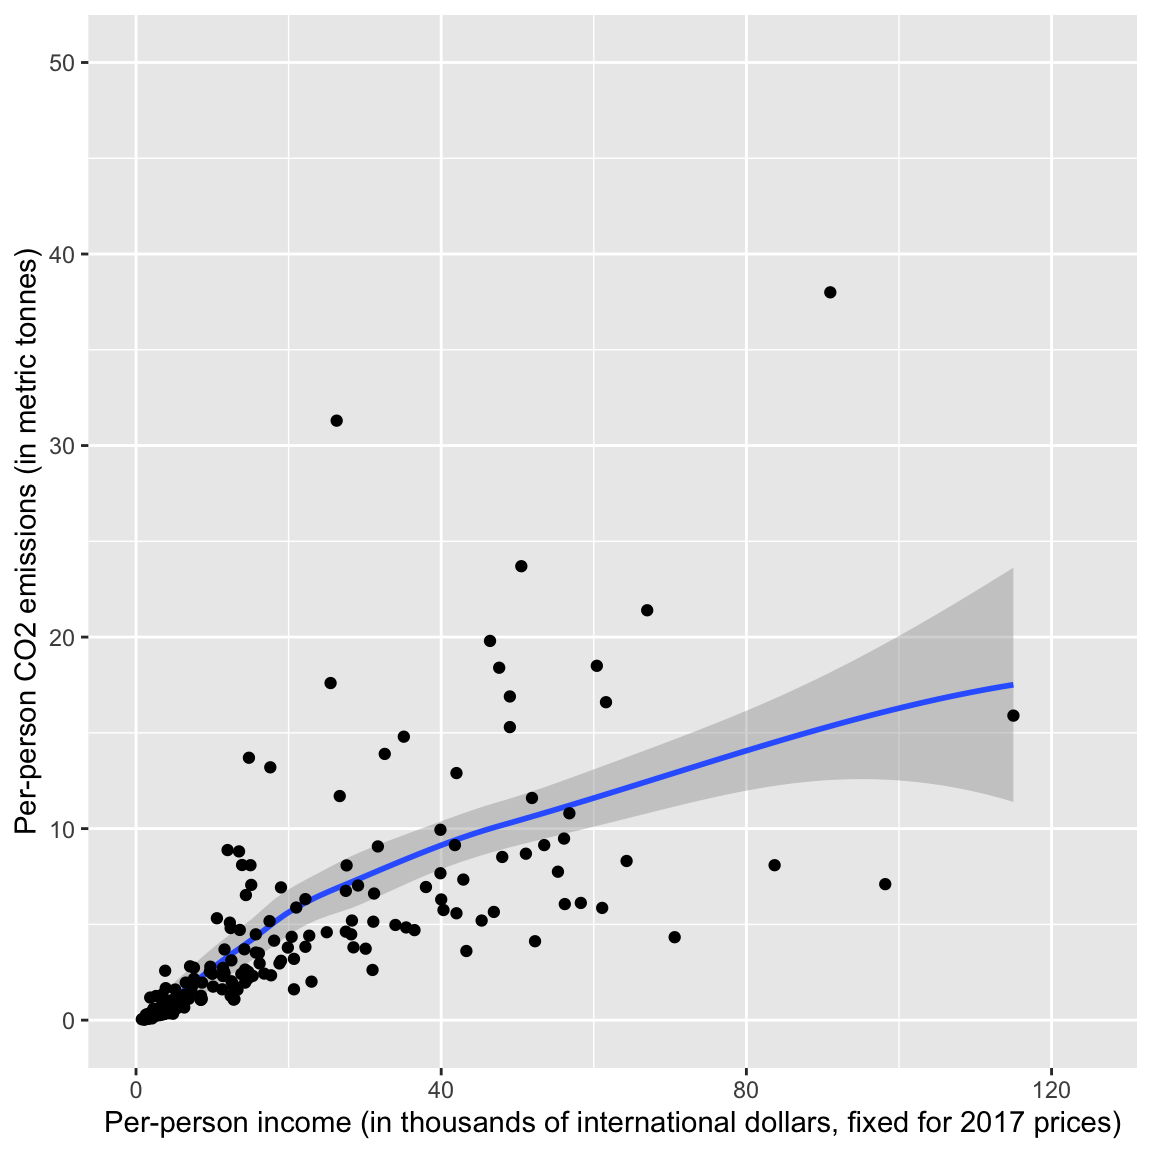 Per-person CO2 emissions (in metric tonnes)
50
40
30
20
10
0
0 40 80 120
Per-person income (in thousands of international dollars, fixed for 2017 prices)